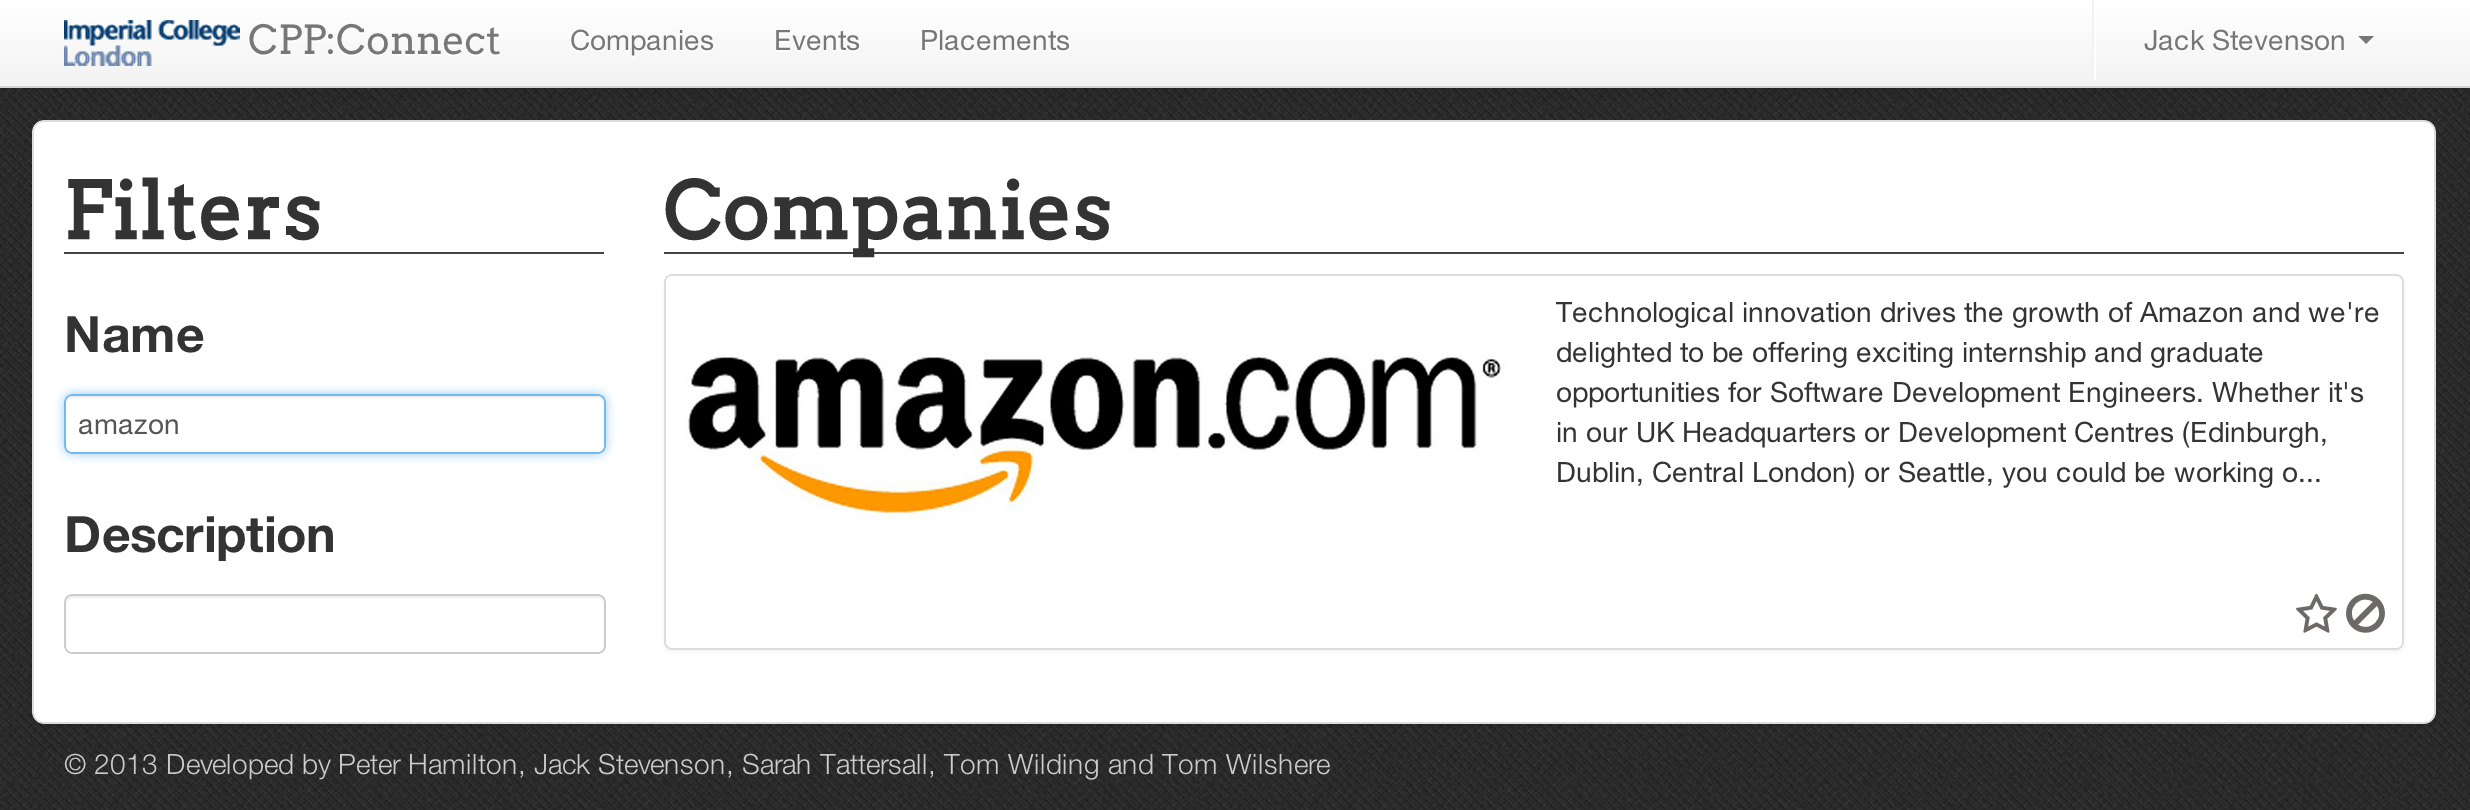 Imperial College
London
CPP:Connect
Companies
Events
Placements
Jack Stevenson
Filters
Name
amazon
Description
Companies
amazon.com®
Technological innovation drives the growth of Amazon and we're
delighted to be offering exciting internship and graduate
opportunities for Software Development Engineers. Whether it's
in our UK Headquarters or Development Centres (Edinburgh,
Dublin, Central London) or Seattle, you could be working o...
© 2013 Developed by Peter Hamilton, Jack Stevenson, Sarah Tattersall, Tom Wilding and Tom Wilshere